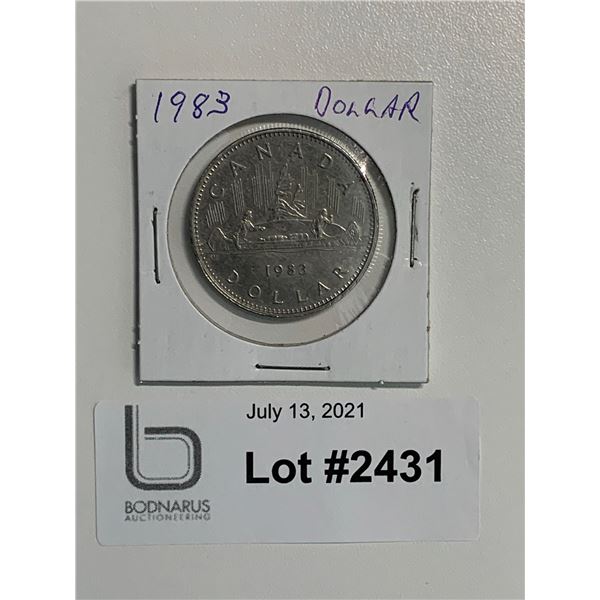 1983 DOLLAR
CANADA
1983
DOLLAR
July 13, 2021
Lot #2431
BODNARUS
AUCTIONEERING